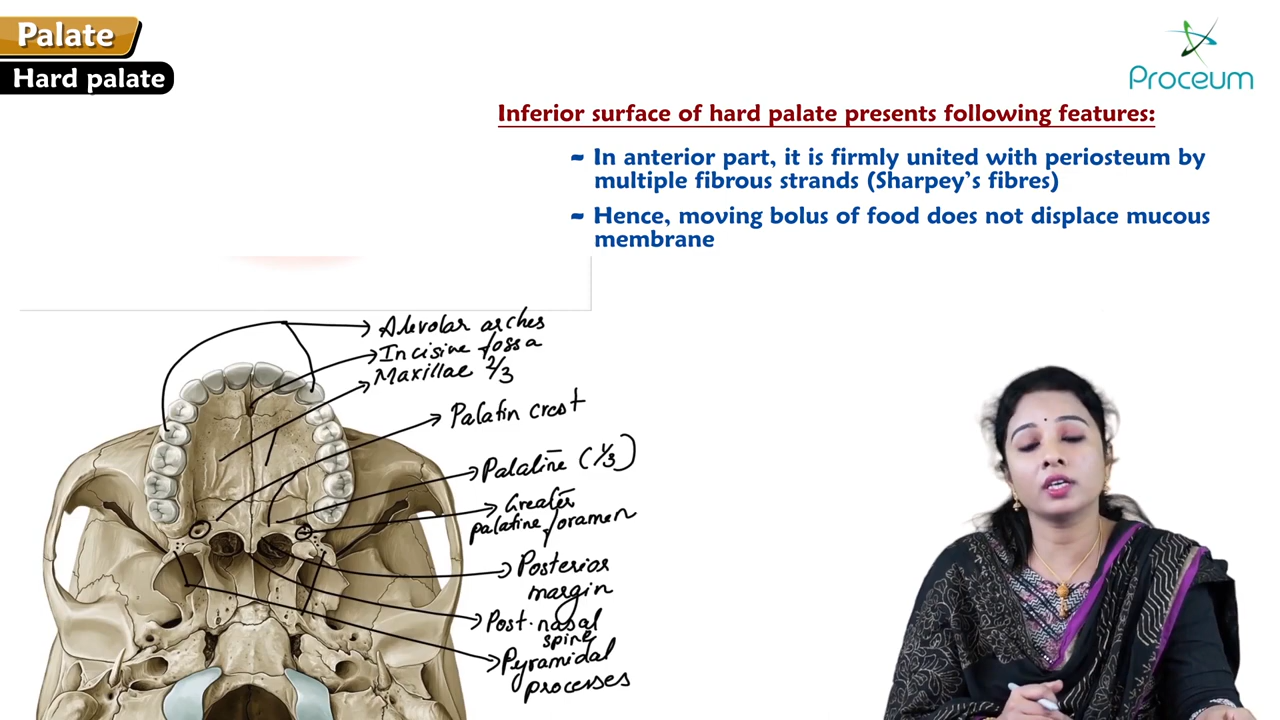 Palate
Hard palate
Proceum
Inferior surface of hard palate presents following features:
~ In anterior part, it is firmly united with periosteum by
multiple fibrous strands (Sharpey's fibres)
~ Hence, moving bolus of food does not displace mucous
membrane
Alevolar arches
Incisive fossa
Maxillae 2/3
Palatin crest
Palatine (1/3)
Greater
palatine foramen
Posterior
margin
Post. nasal
spine
Pyramidal
processes